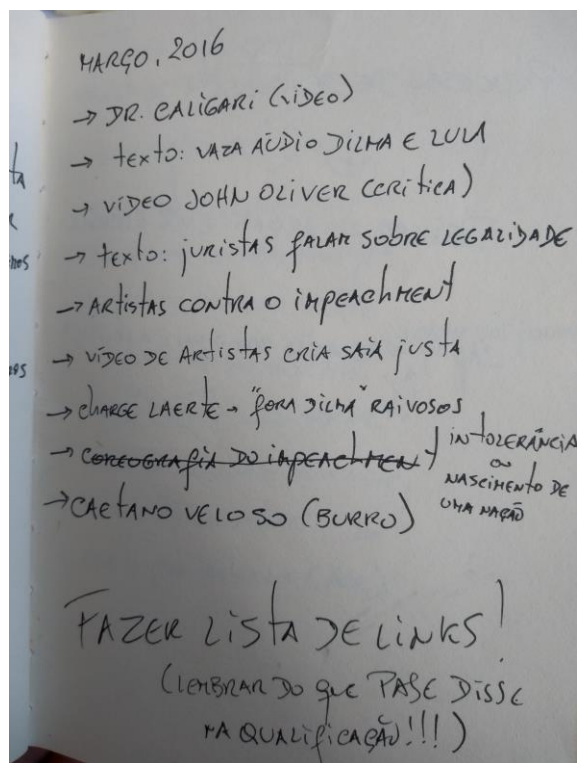 MARÇO, 2016
→ DR. CALIGARI (VÍDEO)
→ texto: VAZA ÁUDIO DILMA E LULA
→ VÍDEO JOHN OLIVER (CRÍTICA)
→ texto: juristas falam sobre LEGALIDADE
→ ARTISTAS CONTRA O IMPEACHMENT
→ VÍDEO DE ARTISTAS CRIA SAIA JUSTA
→ CHARGE LAERTE → "FORA DILMA" RAIVOSOS
→ COREOGRAFIA DO IMPEACHMENT
INTOLERÂNCIA
OU
NASCIMENTO DE
UMA NAÇÃO
→ CAETANO VELOSO (BURRO)
FAZER LISTA DE LINKS!
(LEMBRAR DO QUE PASE DISSE
NA QUALIFICAÇÃO!!!)